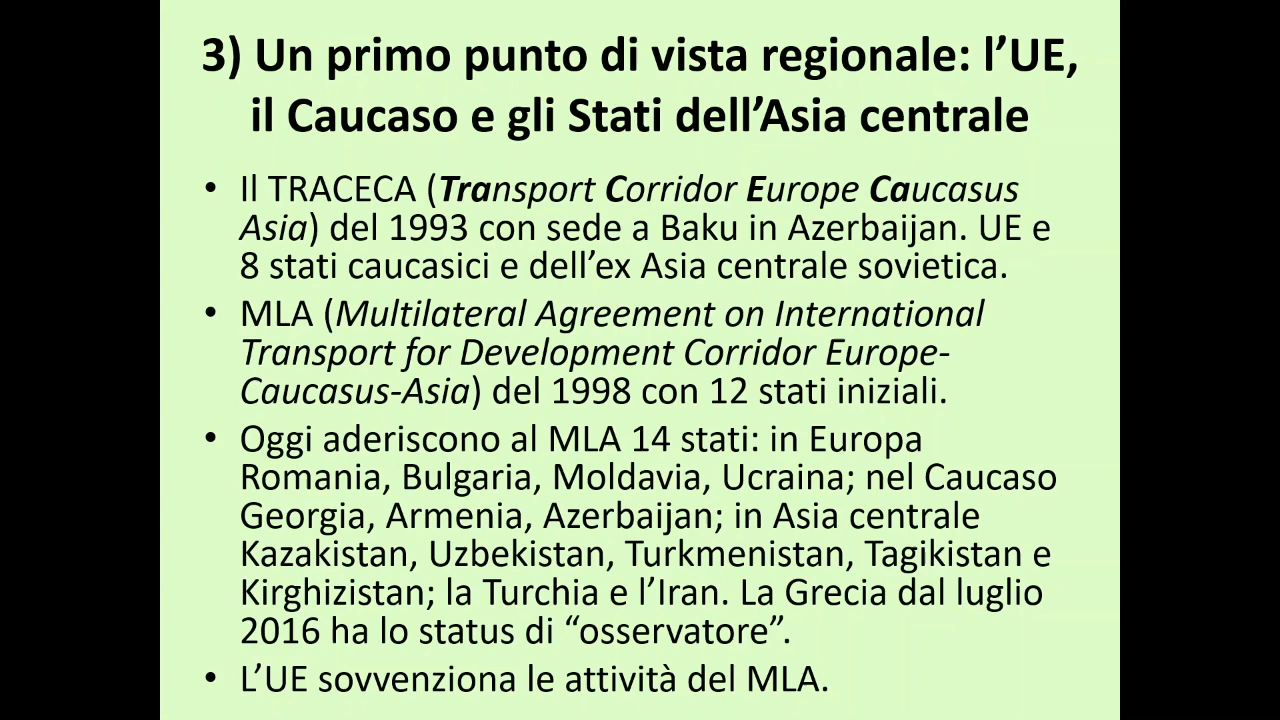 3) Un primo punto di vista regionale: l’UE,
il Caucaso e gli Stati dell’Asia centrale
• Il TRACECA (Transport Corridor Europe Caucasus
Asia) del 1993 con sede a Baku in Azerbaijan. UE e
8 stati caucasici e dell’ex Asia centrale sovietica.
• MLA (Multilateral Agreement on International
Transport for Development Corridor Europe-
Caucasus-Asia) del 1998 con 12 stati iniziali.
• Oggi aderiscono al MLA 14 stati: in Europa
Romania, Bulgaria, Moldavia, Ucraina; nel Caucaso
Georgia, Armenia, Azerbaijan; in Asia centrale
Kazakistan, Uzbekistan, Turkmenistan, Tagikistan e
Kirghizistan; la Turchia e l’Iran. La Grecia dal luglio
2016 ha lo status di “osservatore”.
• L’UE sovvenziona le attività del MLA.